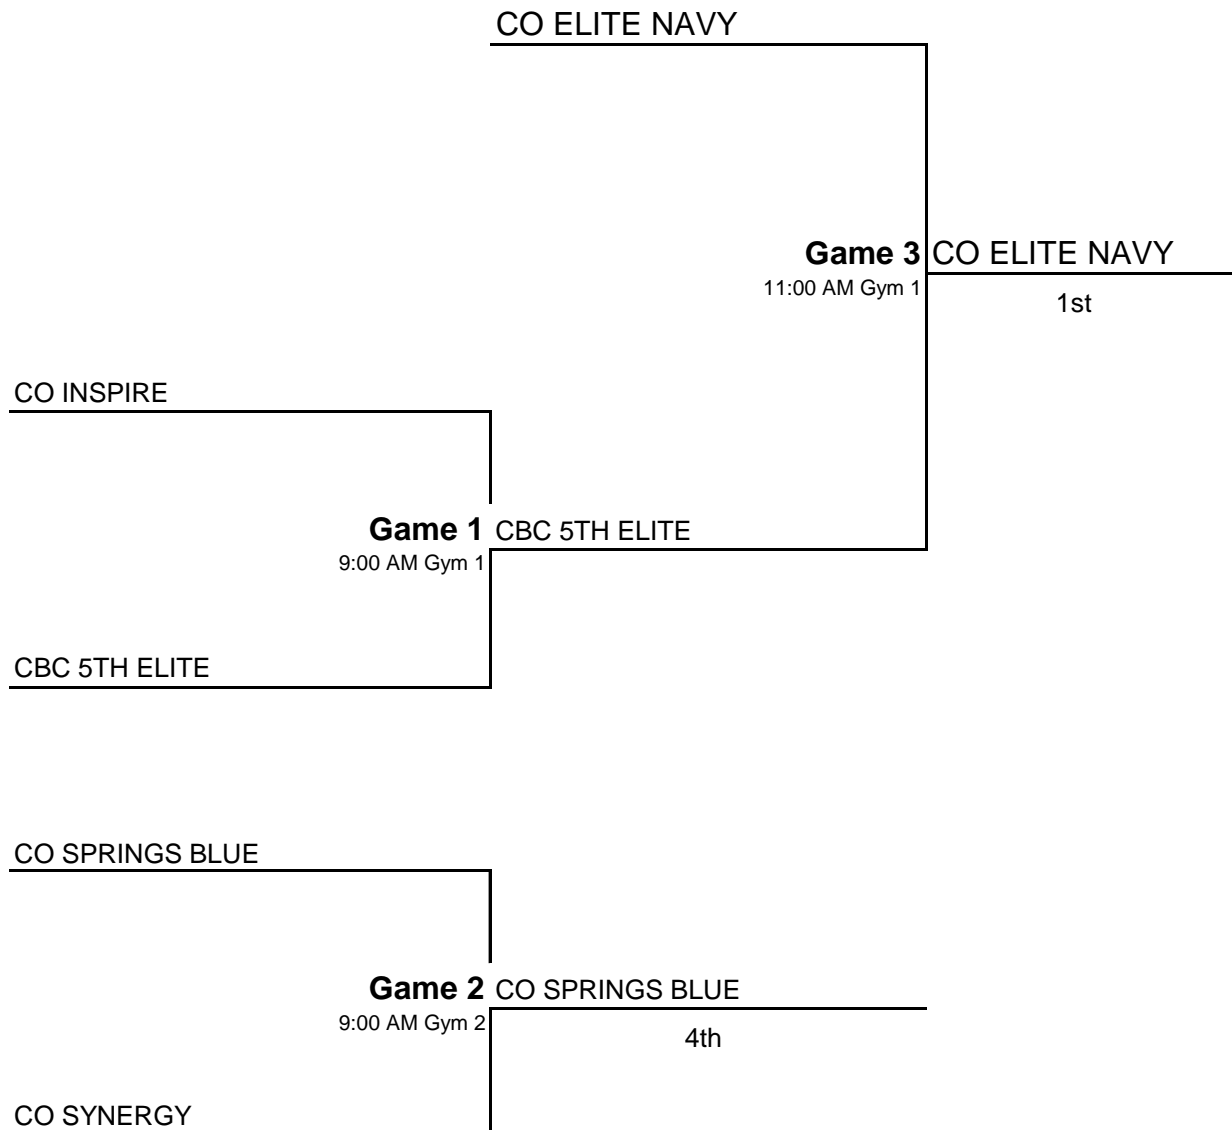 CO ELITE NAVY
Game 3 CO ELITE NAVY
11:00 AM Gym 1
1st
CO INSPIRE
Game 1 CBC 5TH ELITE
9:00 AM Gym 1
CBC 5TH ELITE
CO SPRINGS BLUE
Game 2 CO SPRINGS BLUE
9:00 AM Gym 2
4th
CO SYNERGY